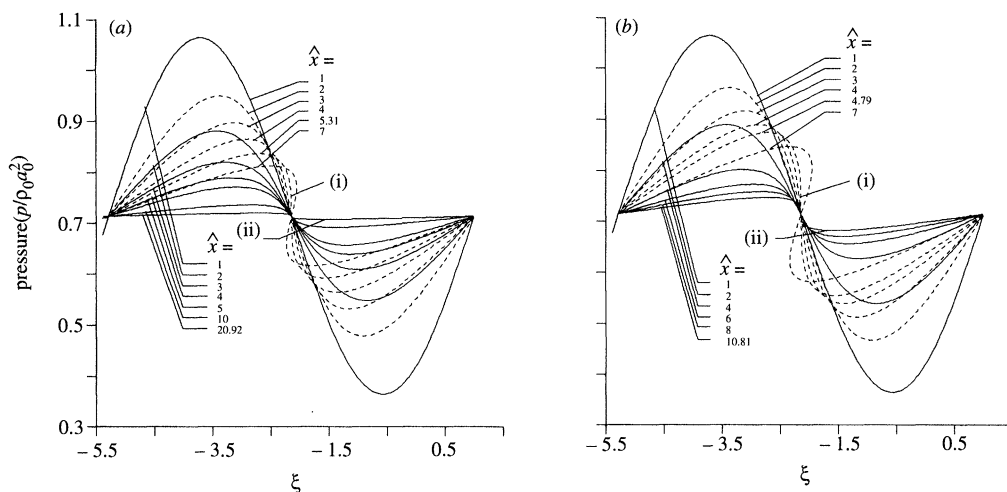 (a)
1.1
0.9
0.7
0.5
0.3
pressure(p/ρ₀a₀²)
x̂ =
1
2
3
4
5.31
7
(i)
(ii)
x̂ =
1
2
3
4
5
10
20.92
−5.5
−3.5
−1.5
0.5
ξ
(b)
x̂ =
1
2
3
4
4.79
7
(i)
(ii)
x̂ =
1
2
4
6
8
10.81
−5.5
−3.5
−1.5
0.5
ξ